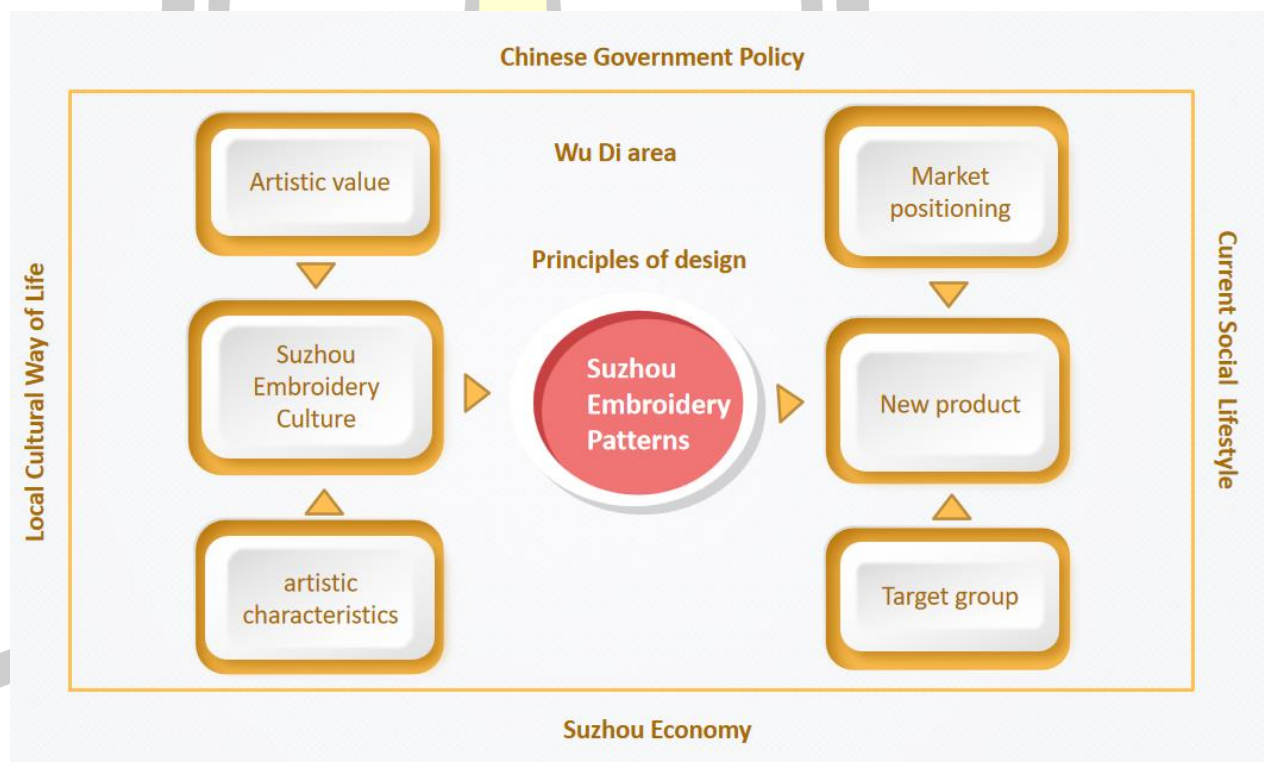 Chinese Government Policy
Wu Di area
Artistic value
Market
positioning
Principles of design
Local Cultural Way of Life
Suzhou
Embroidery
Culture
Suzhou
Embroidery
Patterns
New product
Current Social Lifestyle
artistic
characteristics
Target group
Suzhou Economy